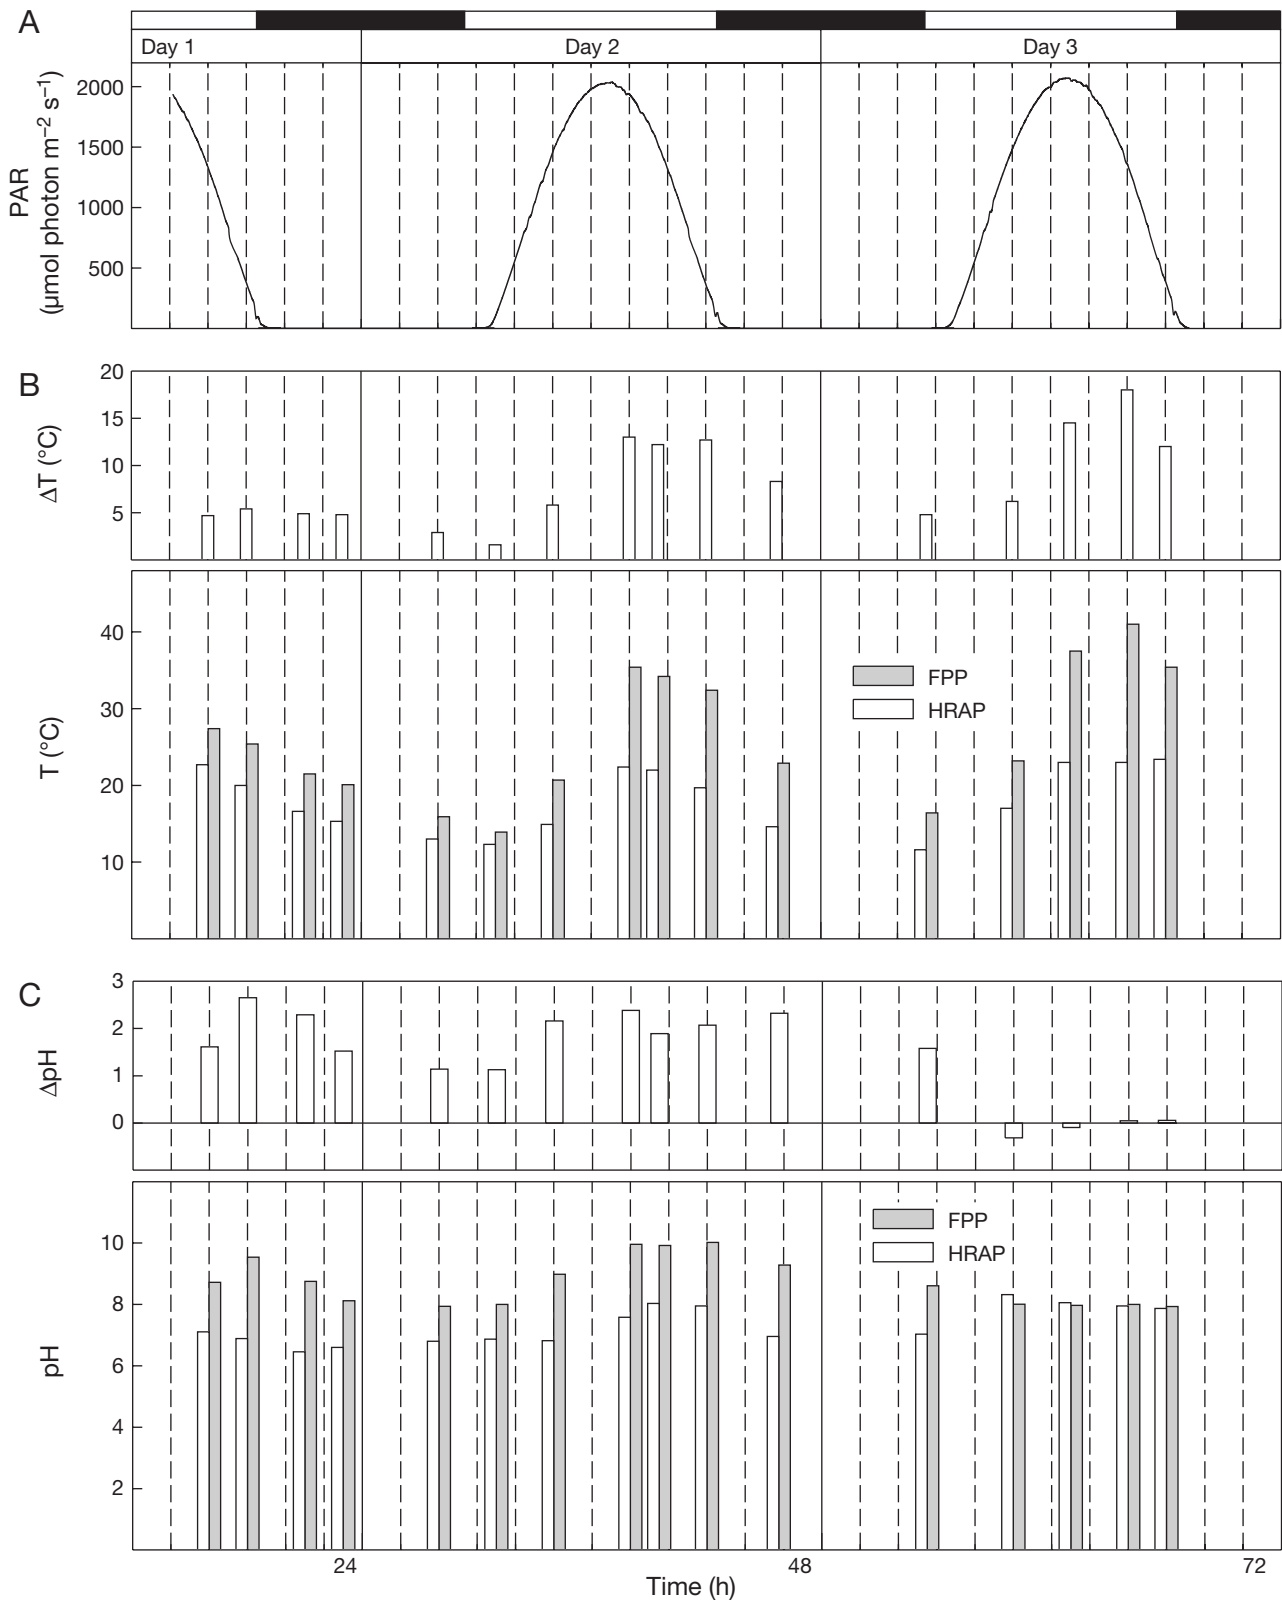 A
Day 1
Day 2
Day 3
PAR
(µmol photon m⁻² s⁻¹)
2000
1500
1000
500
B
ΔT (°C)
20
15
10
5
T (°C)
40
30
20
10
FPP
HRAP
C
ΔpH
3
2
1
0
pH
10
8
6
4
2
FPP
HRAP
24
48
72
Time (h)